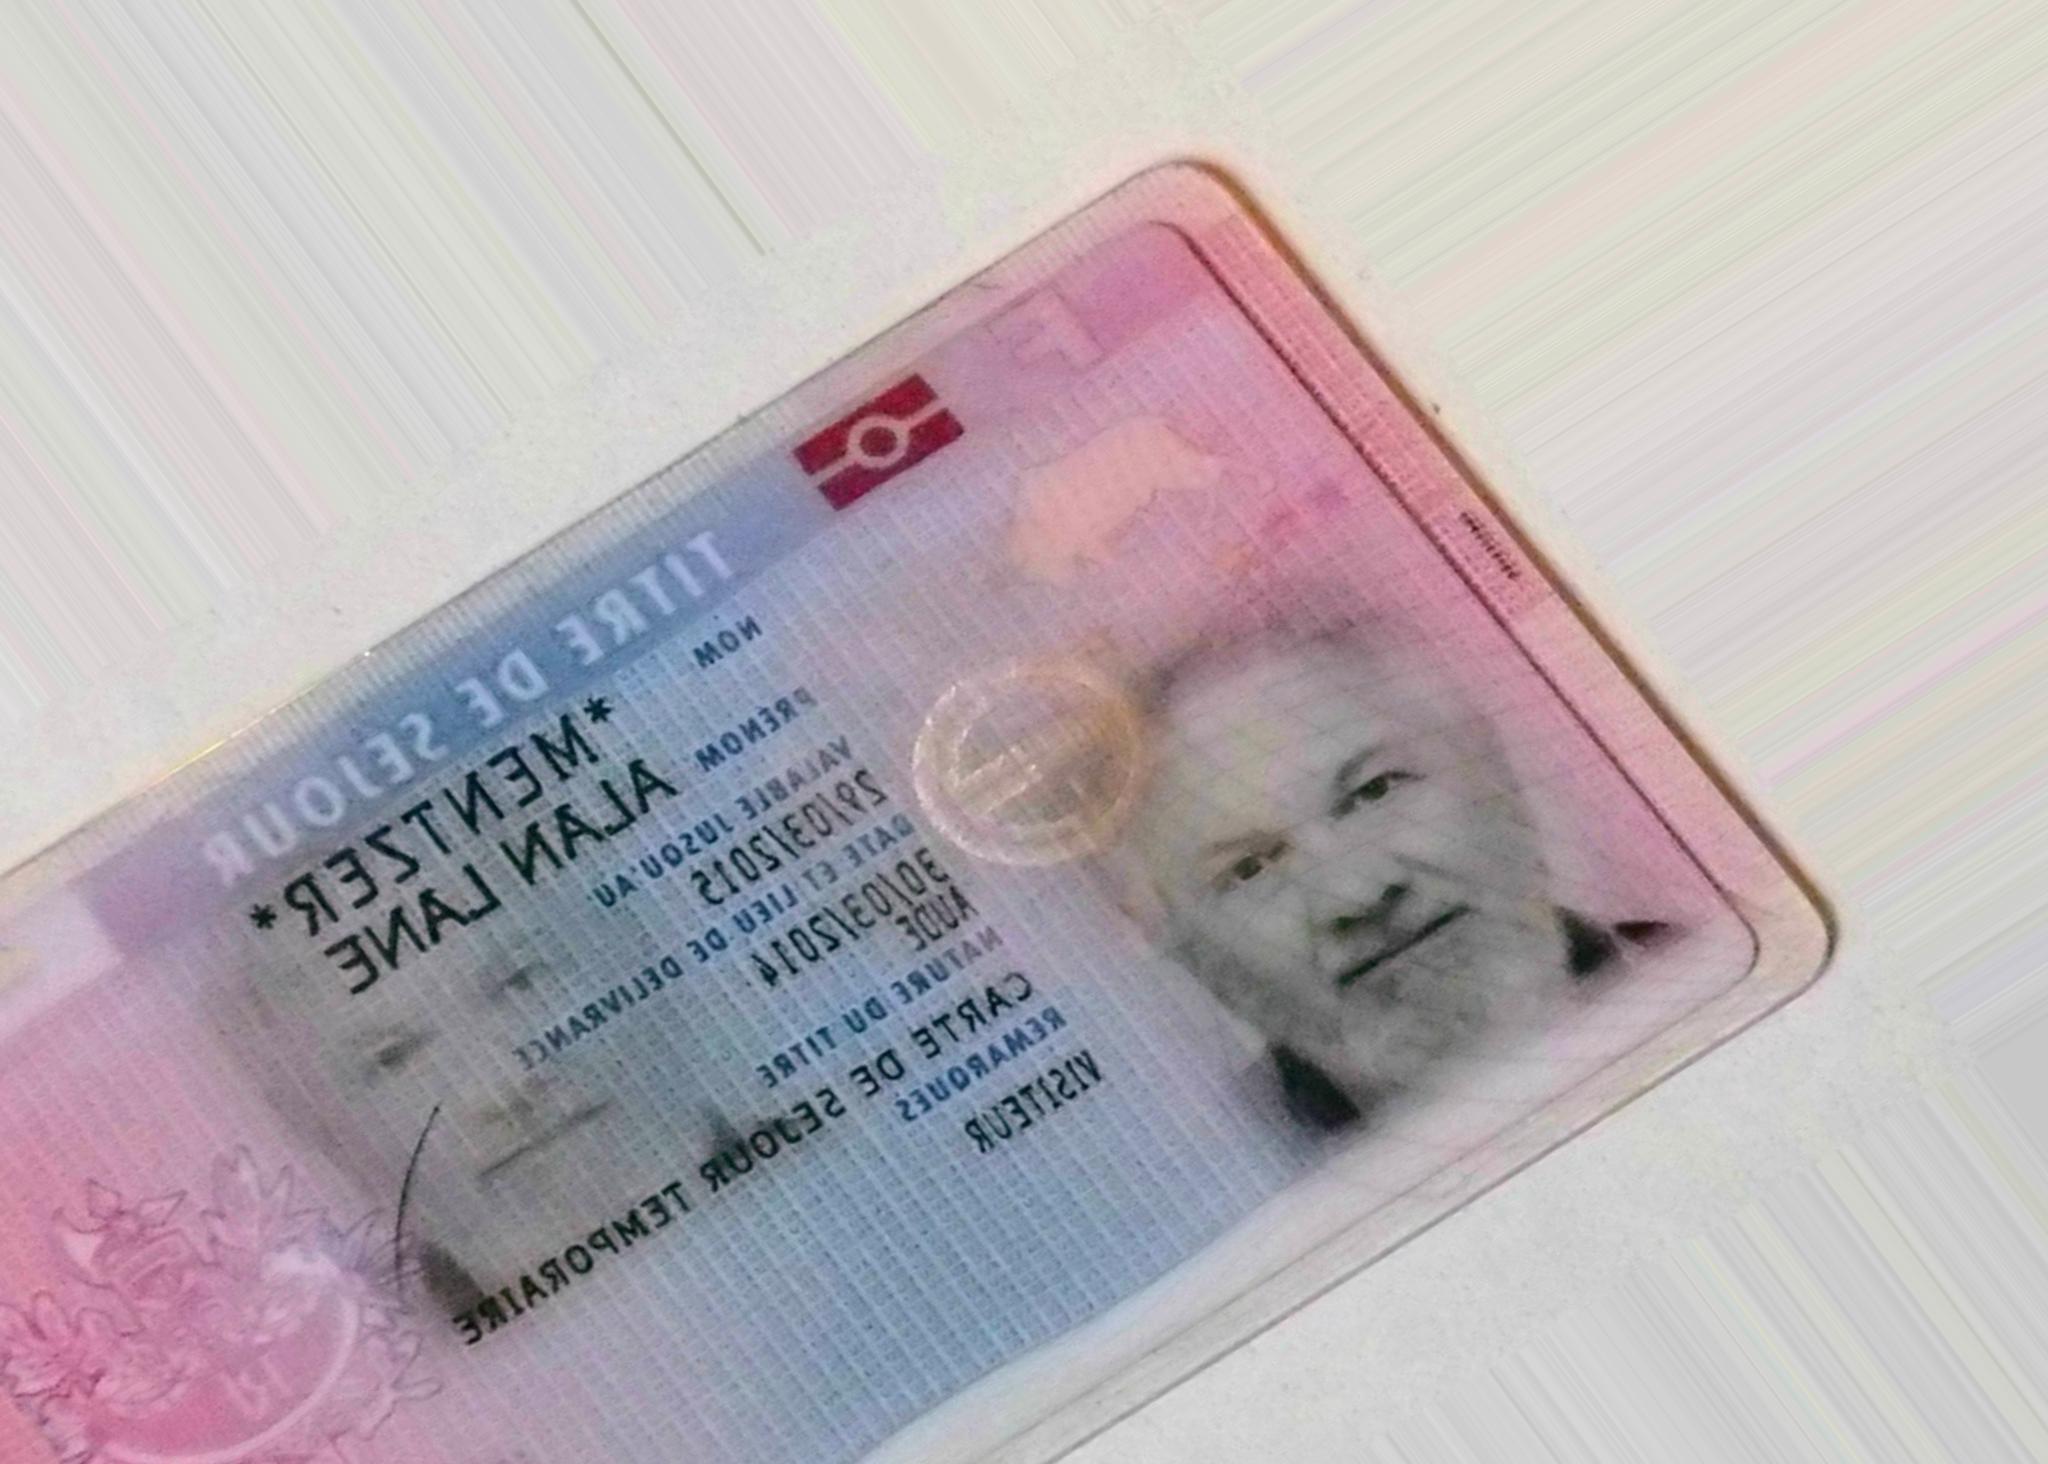 TITRE DE SEJOUR
NOM
*MENTZER*
PRENOM
ALAN LANE
VALABLE JUSQU'AU
29/03/2015
DATE ET LIEU DE DELIVRANCE
30/03/2014
AUDE
NATURE DU TITRE
CARTE DE SEJOUR TEMPORAIRE
REMARQUES
VISITEUR